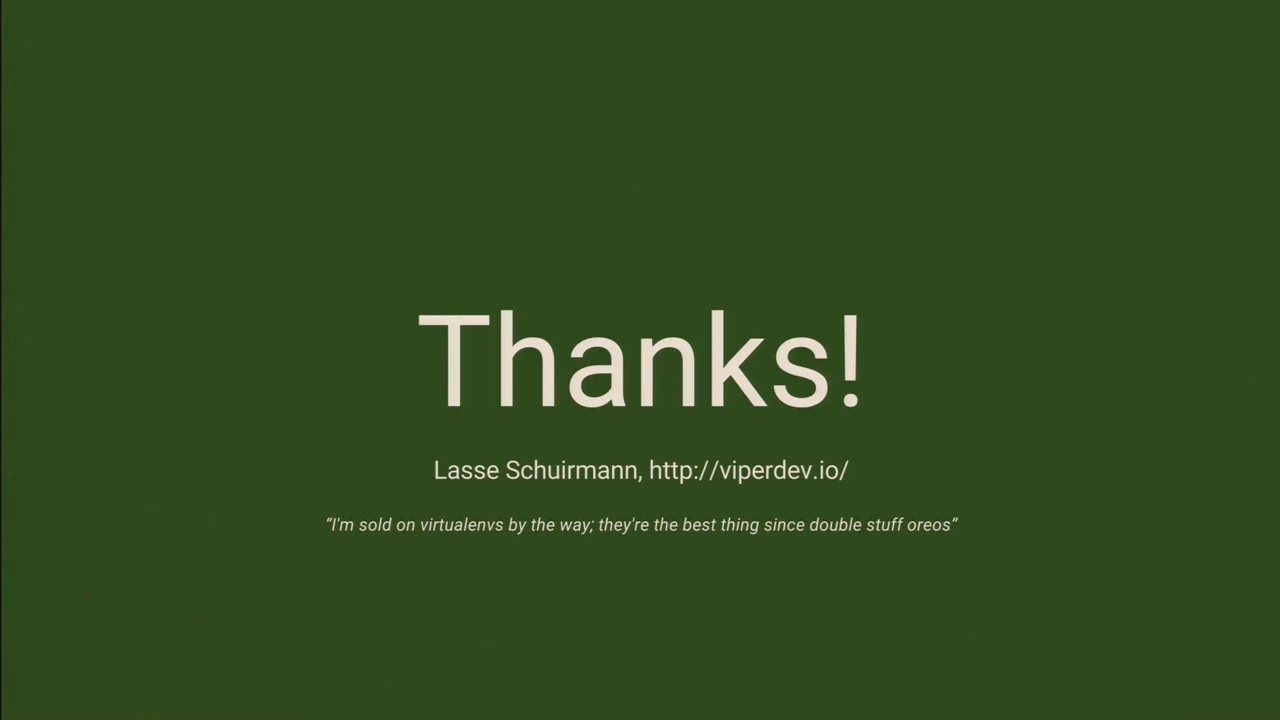 Thanks!
Lasse Schuirmann, http://viperdev.io/
“I'm sold on virtualenvs by the way; they're the best thing since double stuff oreos”